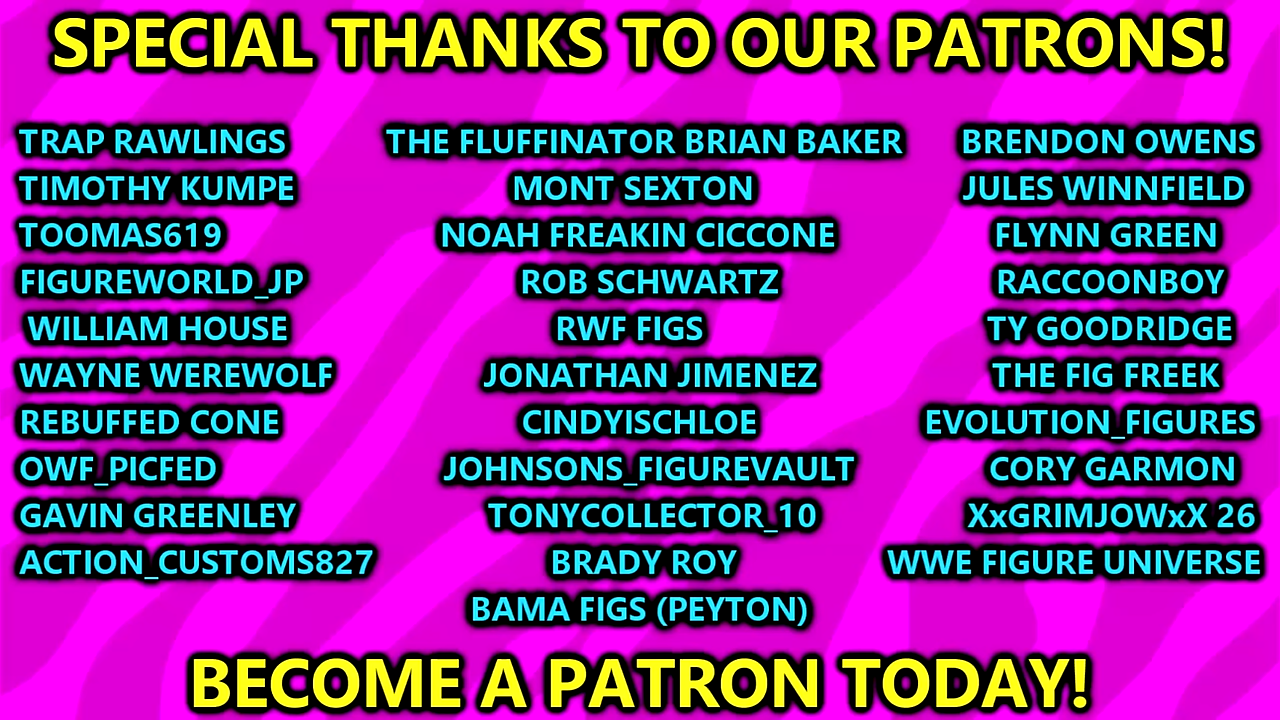 SPECIAL THANKS TO OUR PATRONS!
TRAP RAWLINGS
TIMOTHY KUMPE
TOOMAS619
FIGUREWORLD_JP
WILLIAM HOUSE
WAYNE WEREWOLF
REBUFFED CONE
OWF_PICFED
GAVIN GREENLEY
ACTION_CUSTOMS827
THE FLUFFINATOR BRIAN BAKER
MONT SEXTON
NOAH FREAKIN CICCONE
ROB SCHWARTZ
RWF FIGS
JONATHAN JIMENEZ
CINDYISCHLOE
JOHNSONS_FIGUREVAULT
TONYCOLLECTOR_10
BRADY ROY
BAMA FIGS (PEYTON)
BRENDON OWENS
JULES WINNFIELD
FLYNN GREEN
RACCOONBOY
TY GOODRIDGE
THE FIG FREEK
EVOLUTION_FIGURES
CORY GARMON
XxGRIMJOWxX 26
WWE FIGURE UNIVERSE
BECOME A PATRON TODAY!